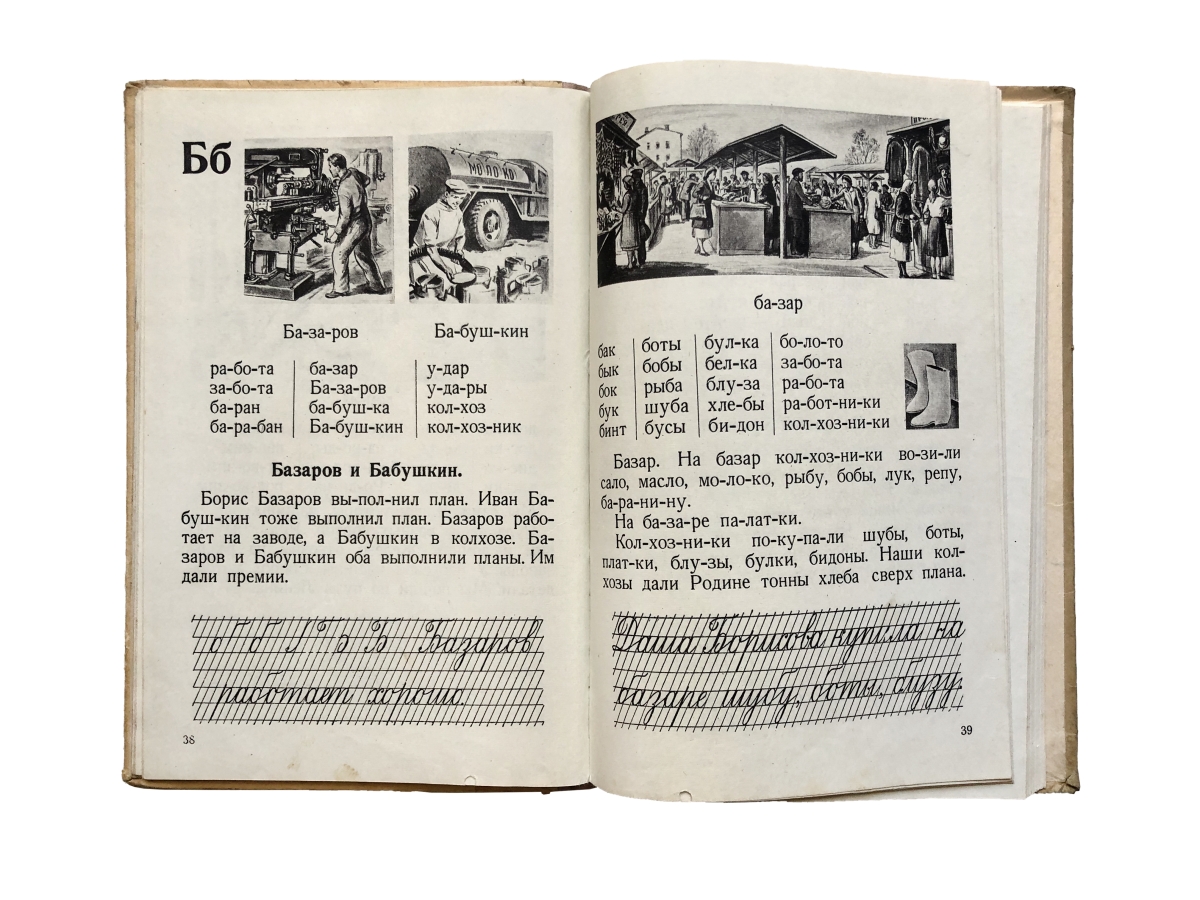 Бб
МОЛОКО
Ба-за-ров
Ба-буш-кин
ра-бо-та
за-бо-та
ба-ран
ба-ра-бан
ба-зар
Ба-за-ров
ба-буш-ка
Ба-буш-кин
у-дар
у-да-ры
кол-хоз
кол-хоз-ник
Базаров и Бабушкин.
Борис Базаров вы-пол-нил план. Иван Ба-
буш-кин тоже выполнил план. Базаров рабо-
тает на заводе, а Бабушкин в колхозе. Ба-
заров и Бабушкин оба выполнили планы. Им
дали премии.
Базаров
работает хорошо.
38
ба-зар
бак
бык
бок
бук
бинт
боты
бобы
рыба
шуба
бусы
бул-ка
бел-ка
блу-за
хле-бы
би-дон
бо-ло-то
за-бо-та
ра-бо-та
ра-бот-ни-ки
кол-хоз-ни-ки
Базар. На базар кол-хоз-ни-ки во-зи-ли
сало, масло, мо-ло-ко, рыбу, бобы, лук, репу,
ба-ра-ни-ну.
На ба-за-ре па-лат-ки.
Кол-хоз-ни-ки по-ку-па-ли шубы, боты,
плат-ки, блу-зы, булки, бидоны. Наши кол-
хозы дали Родине тонны хлеба сверх плана.
Даша Борисова купила на
базаре шубу, боты, блузу.
39